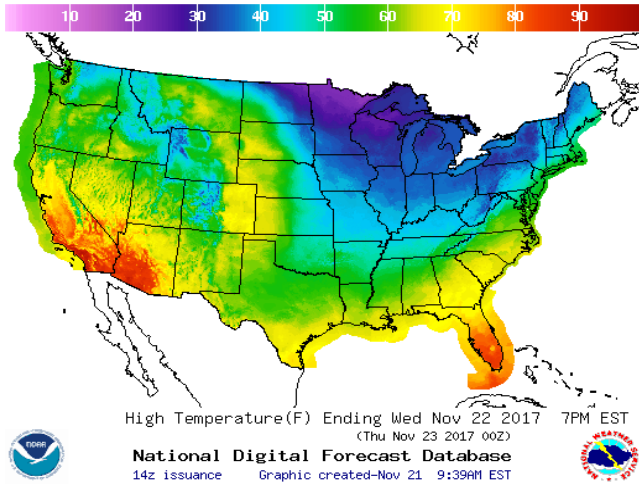 10 20 30 40 50 60 70 80 90
High Temperature(F) Ending Wed Nov 22 2017 7PM EST
(Thu Nov 23 2017 00Z)
National Digital Forecast Database
14z issuance Graphic created-Nov 21 9:39AM EST
NOAA
NATIONAL WEATHER SERVICE